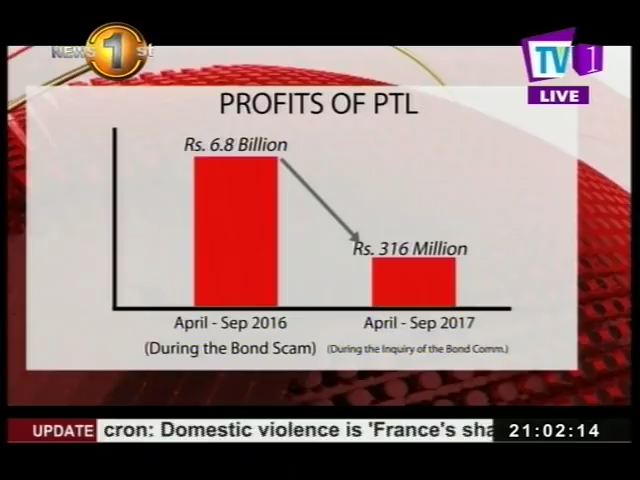 NEWS 1st
TV 1
LIVE
PROFITS OF PTL
Rs. 6.8 Billion
Rs. 316 Million
April - Sep 2016
April - Sep 2017
(During the Bond Scam)
(During the Inquiry of the Bond Comm.)
UPDATE
cron: Domestic violence is 'France's sha
21:02:14